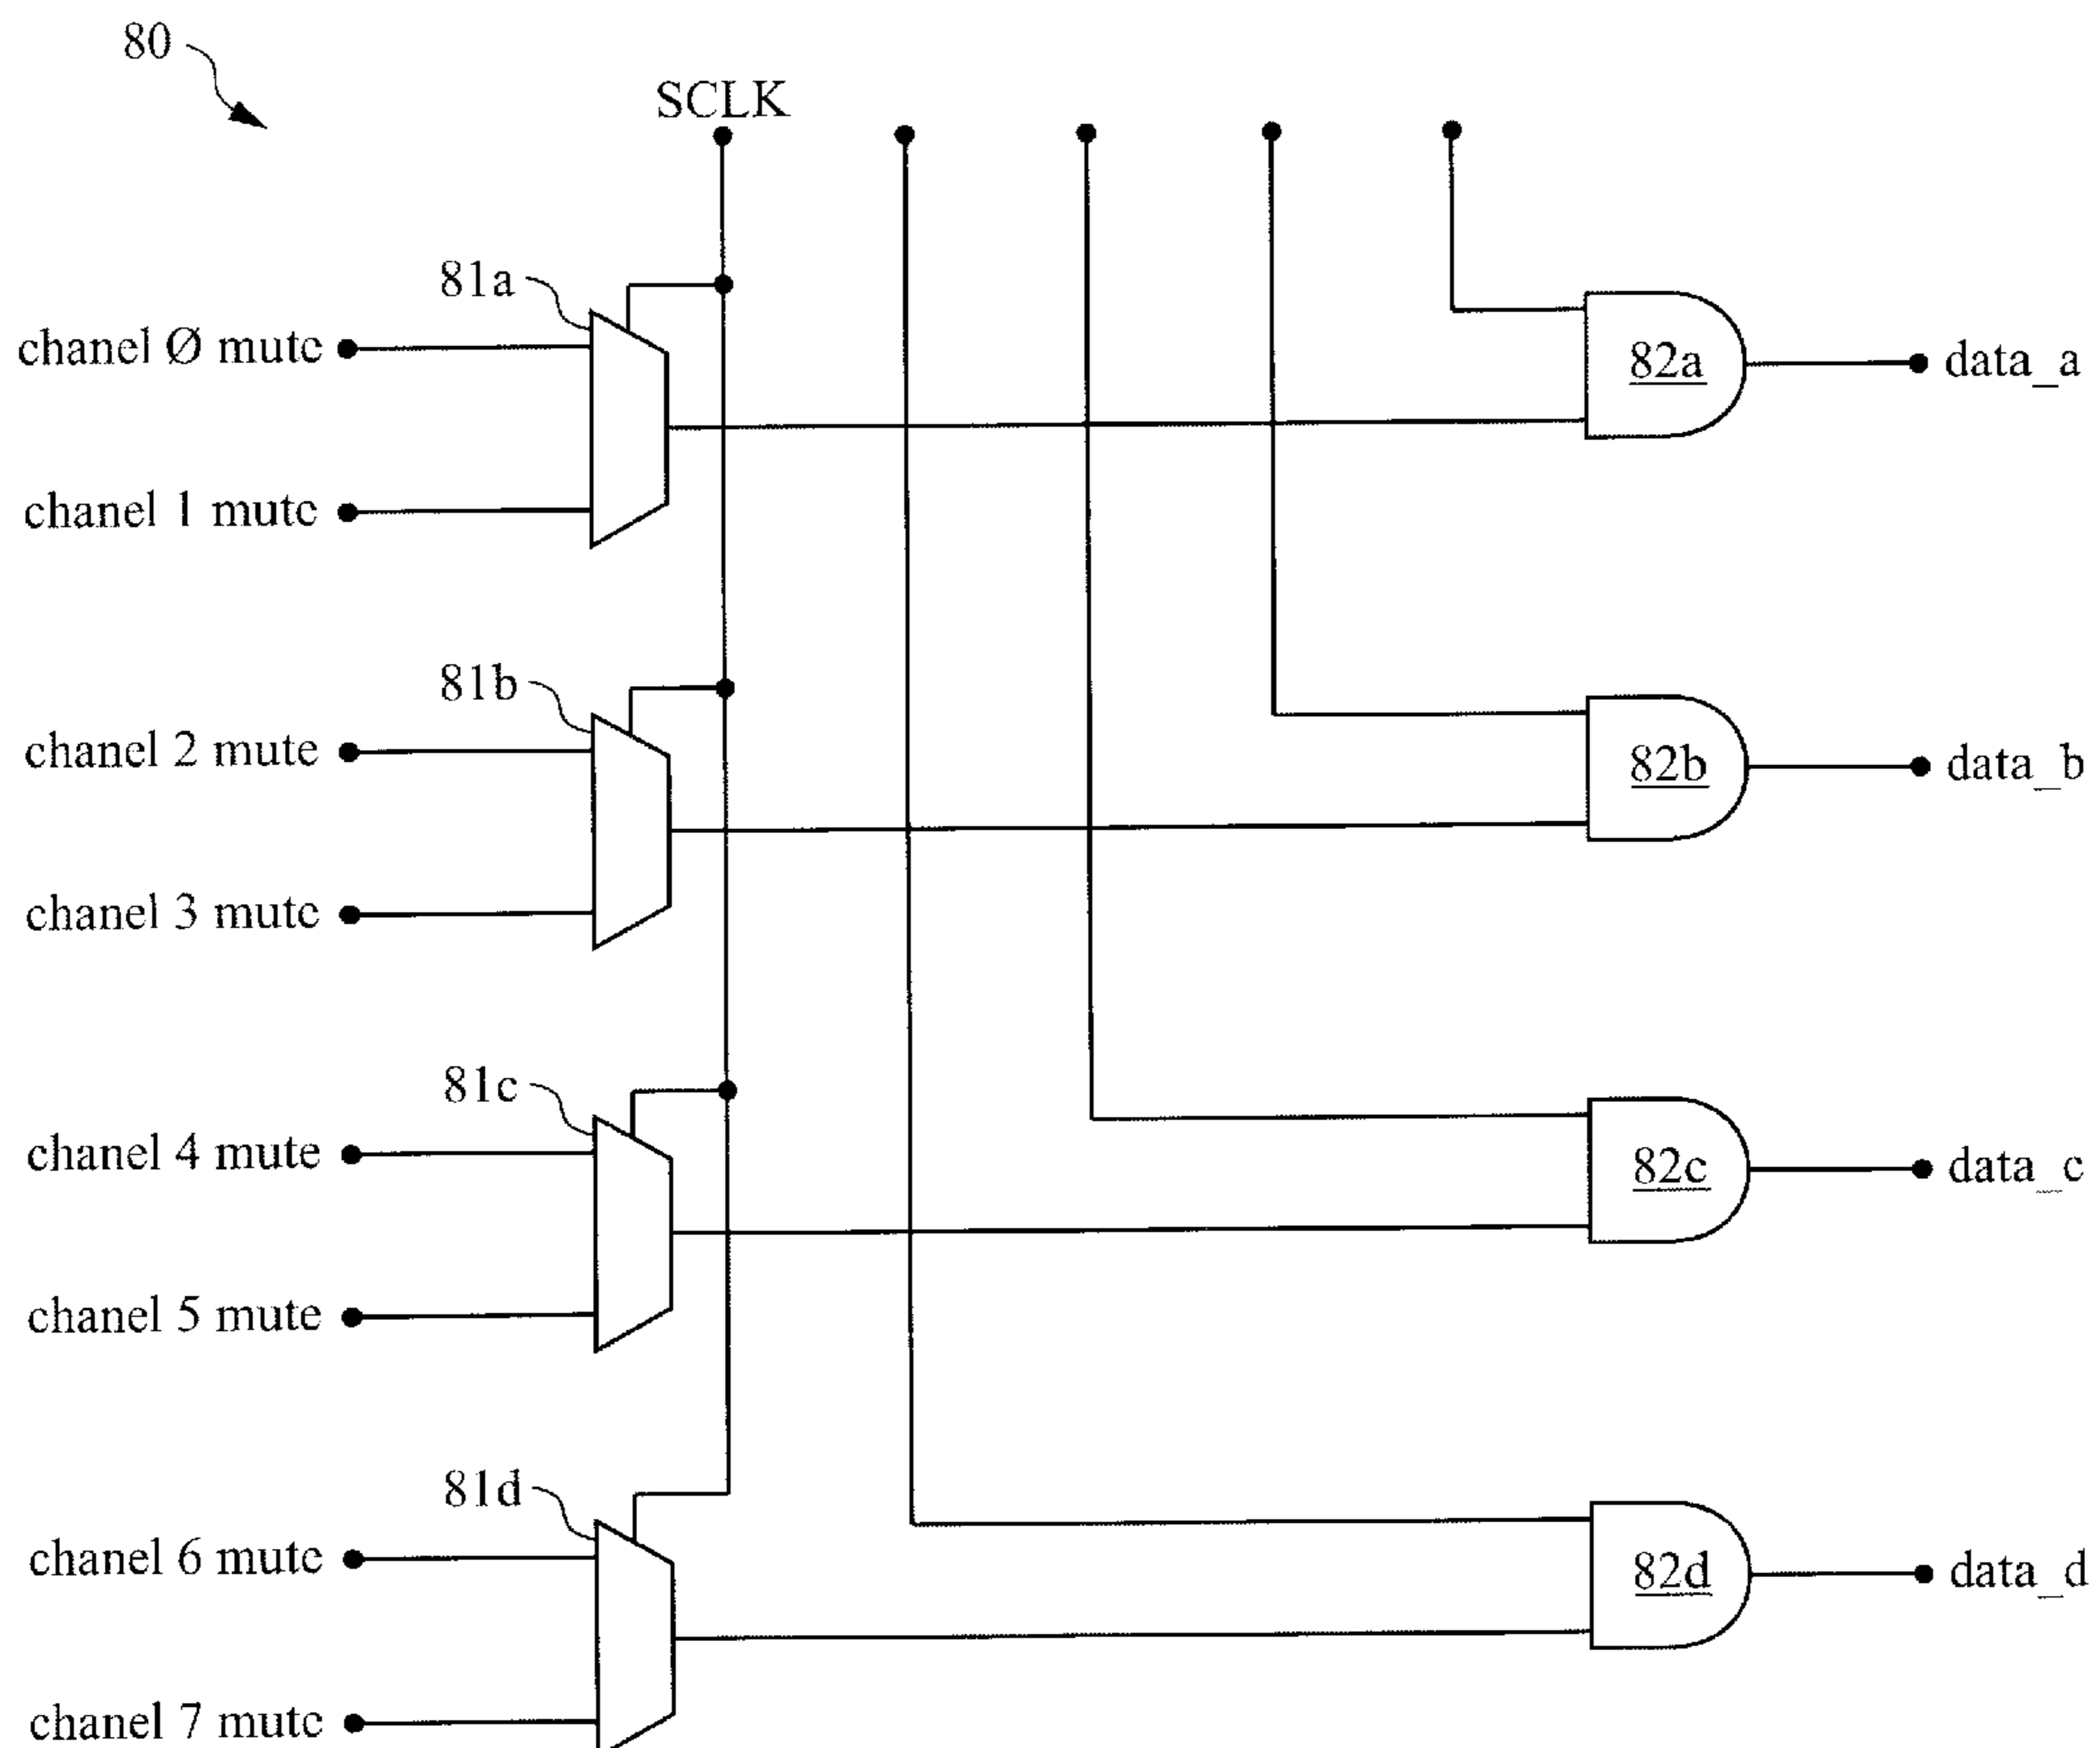 80
SCLK
81a
chanel Ø mute
82a
data_a
chanel 1 mute
81b
chanel 2 mute
82b
data_b
chanel 3 mute
81c
chanel 4 mute
82c
data_c
chanel 5 mute
81d
chanel 6 mute
82d
data_d
chanel 7 mute